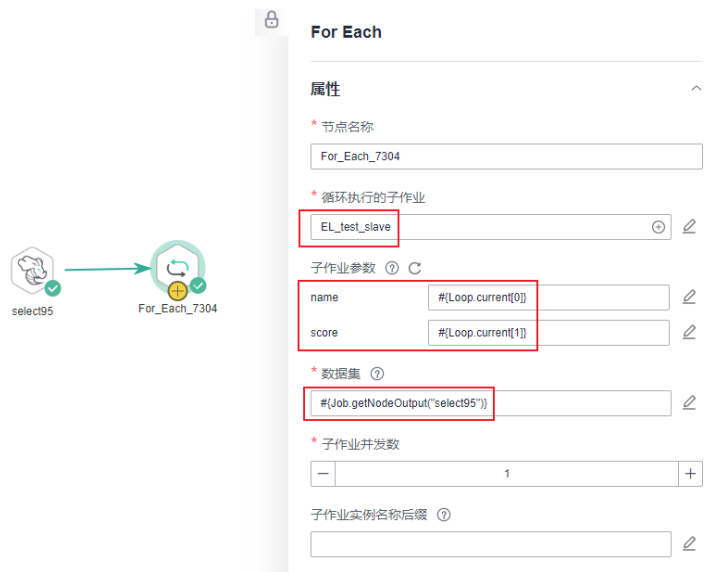 For Each
属性
* 节点名称
For_Each_7304
* 循环执行的子作业
EL_test_slave
子作业参数
name #{Loop.current[0]}
score #{Loop.current[1]}
* 数据集
#{Job.getNodeOutput("select95")}
* 子作业并发数
1
子作业实例名称后缀
select95
For_Each_7304